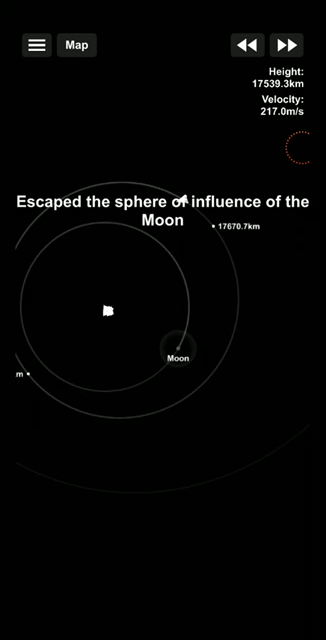 Map
Height:
17539.3km
Velocity:
217.0m/s
Escaped the sphere of influence of the
Moon
17670.7km
Moon
m